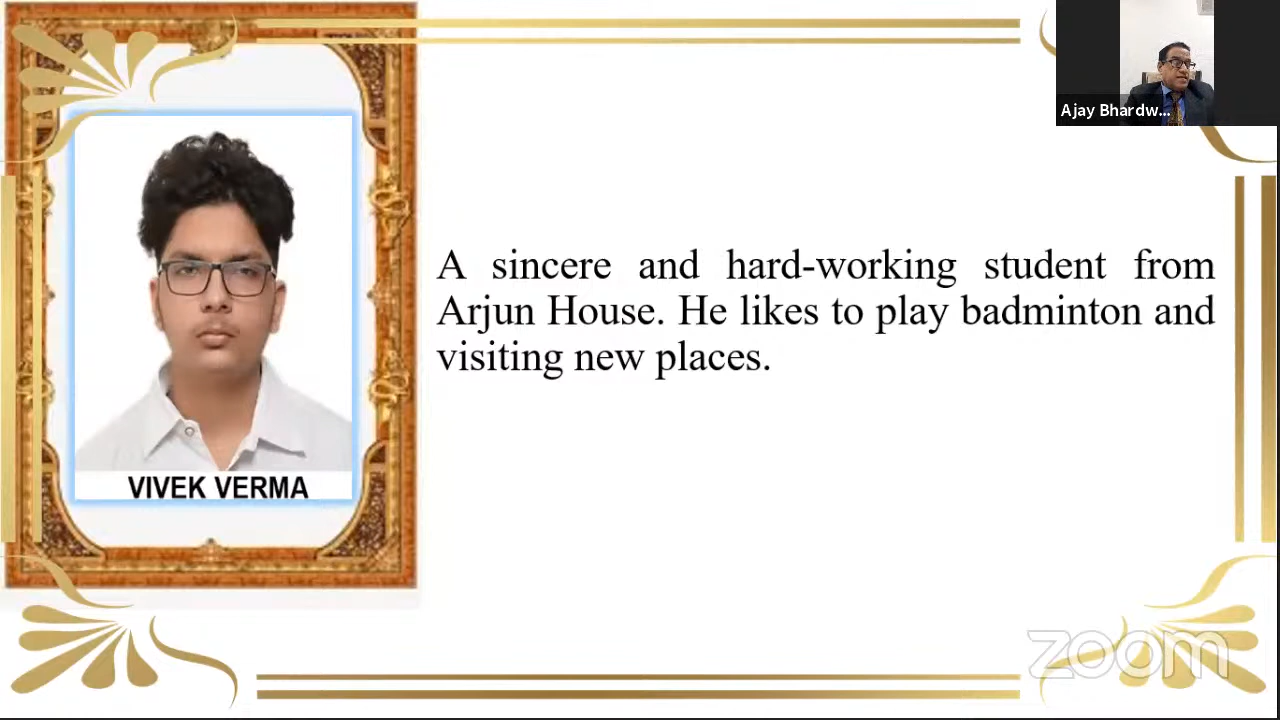 Ajay Bhardw...
A sincere and hard-working student from
Arjun House. He likes to play badminton and
visiting new places.
VIVEK VERMA
zoom